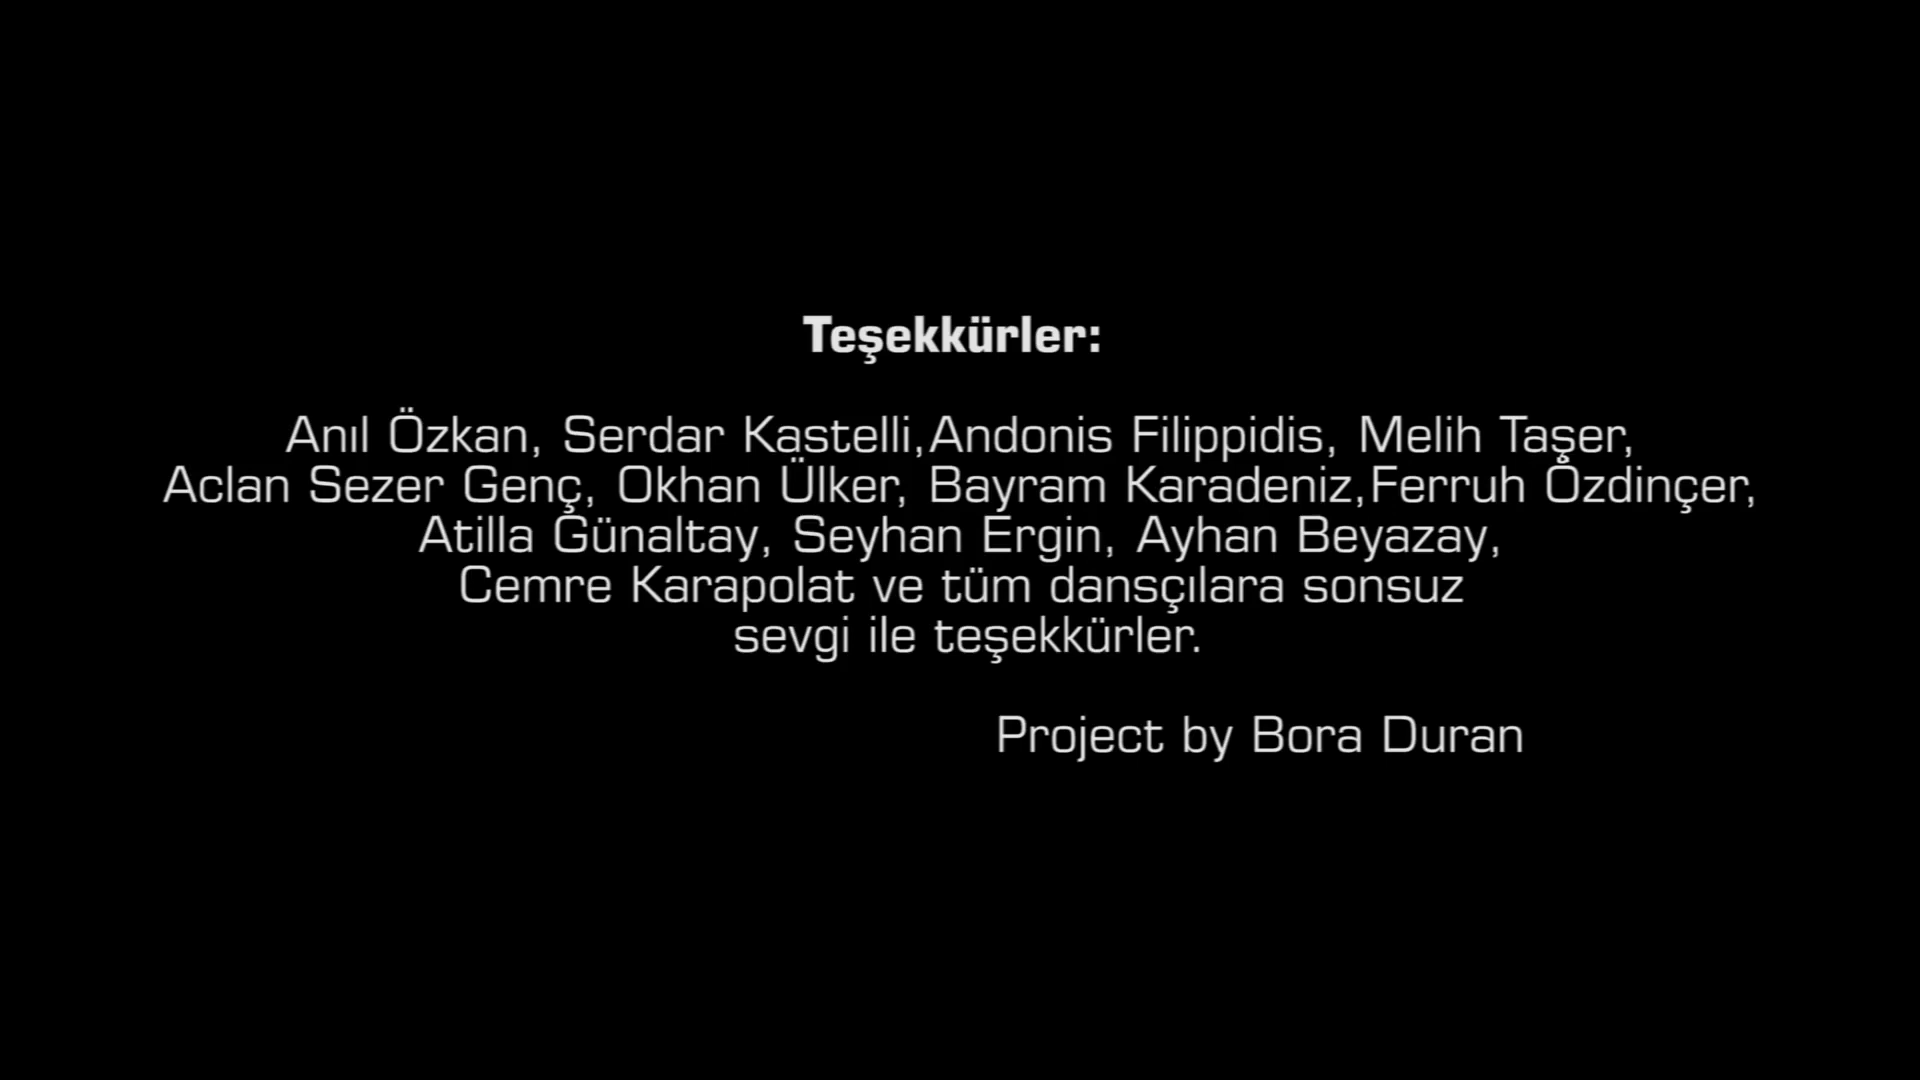 Teşekkürler:
Anıl Özkan, Serdar Kastelli,Andonis Filippidis, Melih Taşer,
Aclan Sezer Genç, Okhan Ülker, Bayram Karadeniz,Ferruh Özdinçer,
Atilla Günaltay, Seyhan Ergin, Ayhan Beyazay,
Cemre Karapolat ve tüm dansçılara sonsuz
sevgi ile teşekkürler.
Project by Bora Duran